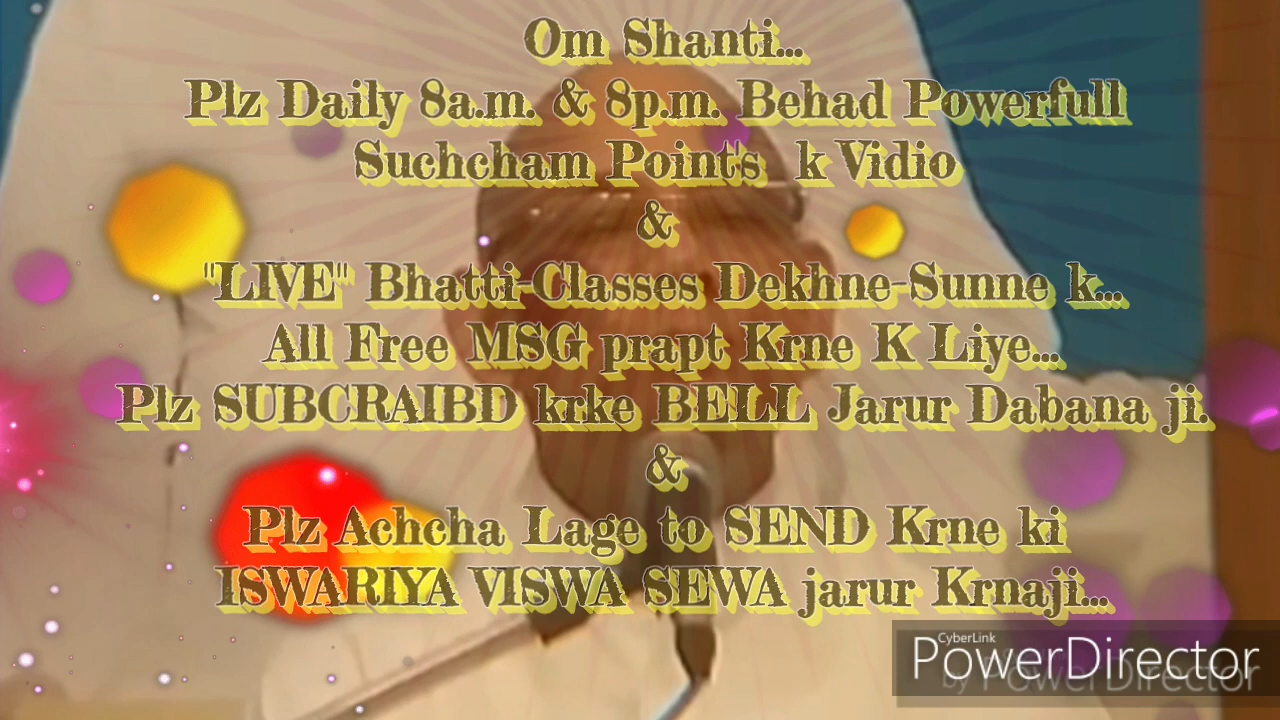 Om Shanti...
Plz Daily 8a.m. & 8p.m. Behad Powerfull
Suchcham Point's k Vidio
&
"LIVE" Bhatti-Classes Dekhne-Sunne k...
All Free MSG prapt Krne K Liye...
Plz SUBCRAIBD krke BELL Jarur Dabana ji.
&
Plz Achcha Lage to SEND Krne ki
ISWARIYA VISWA SEWA jarur Krnaji...
CyberLink
PowerDirector
by PowerDirector